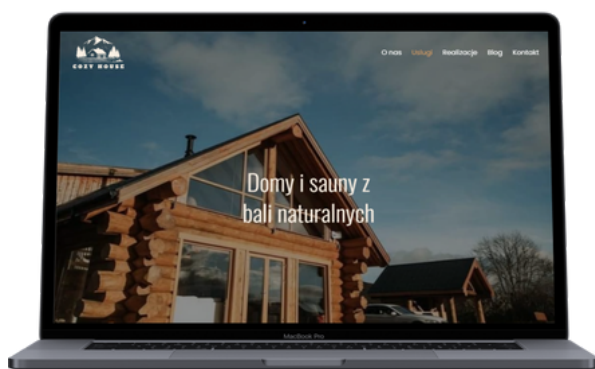 COZY HOUSE
O nas Usługi Realizacje Blog Kontakt
Domy i sauny z
bali naturalnych
MacBook Pro